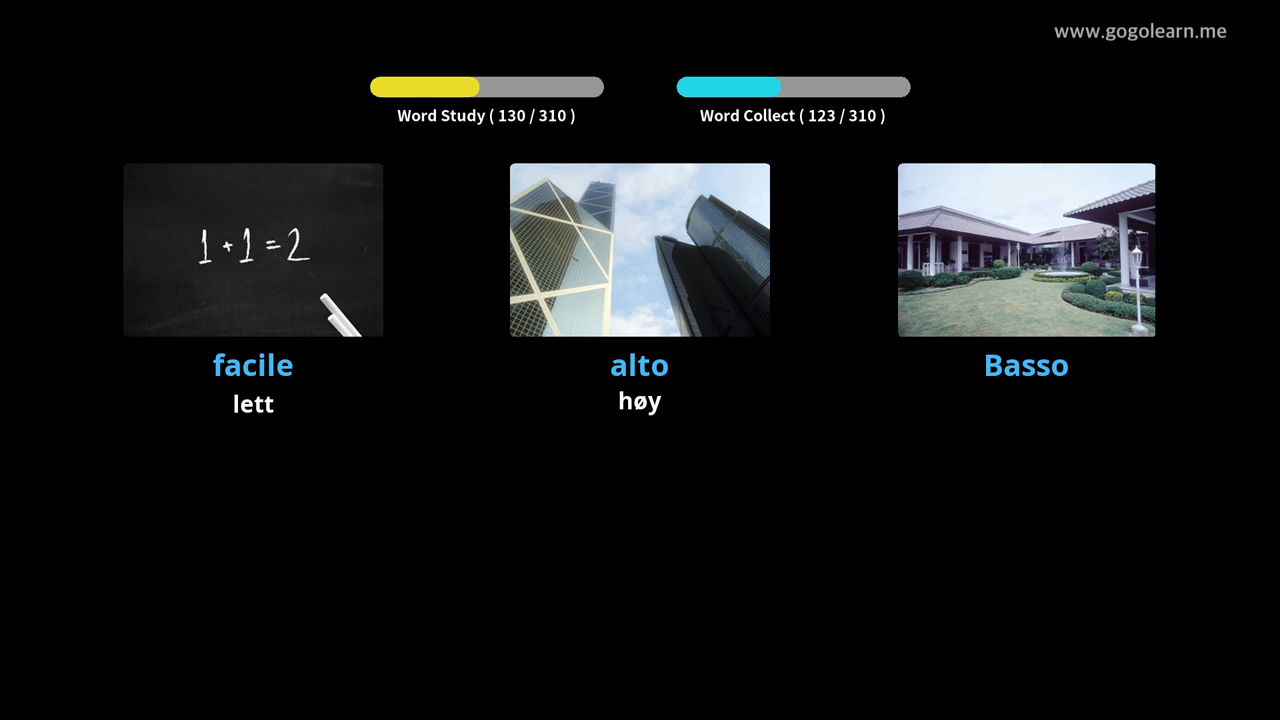 www.gogolearn.me
Word Study ( 130 / 310 )
Word Collect ( 123 / 310 )
1 + 1 = 2
facile
alto
Basso
lett
høy